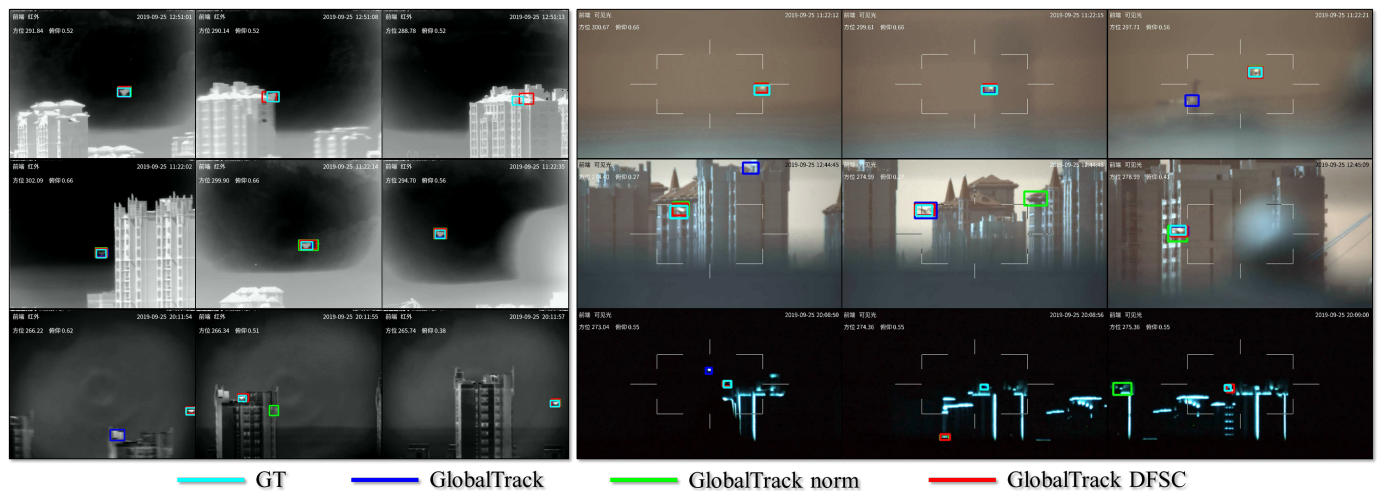 前端 红外 2019-09-25 12:51:01
方位 291.84 俯仰 0.52
前端 红外 2019-09-25 12:51:08
方位 290.14 俯仰 0.52
前端 红外 2019-09-25 12:51:13
方位 288.78 俯仰 0.52
前端 可见光 2019-09-25 11:22:12
方位 300.67 俯仰 0.66
前端 可见光 2019-09-25 11:22:15
方位 299.61 俯仰 0.66
前端 可见光 2019-09-25 11:22:21
方位 297.71 俯仰 0.56
前端 红外 2019-09-25 11:22:02
方位 302.09 俯仰 0.66
前端 红外 2019-09-25 11:22:14
方位 299.90 俯仰 0.66
前端 红外 2019-09-25 11:22:35
方位 294.70 俯仰 0.56
前端 可见光 2019-09-25 12:44:45
方位 俯仰 0.27
前端 可见光 2019-09-25
方位 274.99 俯仰
前端 可见光 2019-09-25 12:45:09
方位 278.99 俯仰
前端 红外 2019-09-25 20:11:54
方位 266.22 俯仰 0.62
前端 红外 2019-09-25 20:11:55
方位 266.34 俯仰 0.51
前端 红外 2019-09-25 20:11:57
方位 265.74 俯仰 0.38
前端 可见光 2019-09-25 20:08:50
方位 273.04 俯仰 0.55
前端 可见光 2019-09-25 20:08:56
方位 274.36 俯仰 0.55
前端 可见光 2019-09-25 20:09:00
方位 275.36 俯仰 0.55
GT GlobalTrack GlobalTrack norm GlobalTrack DFSC